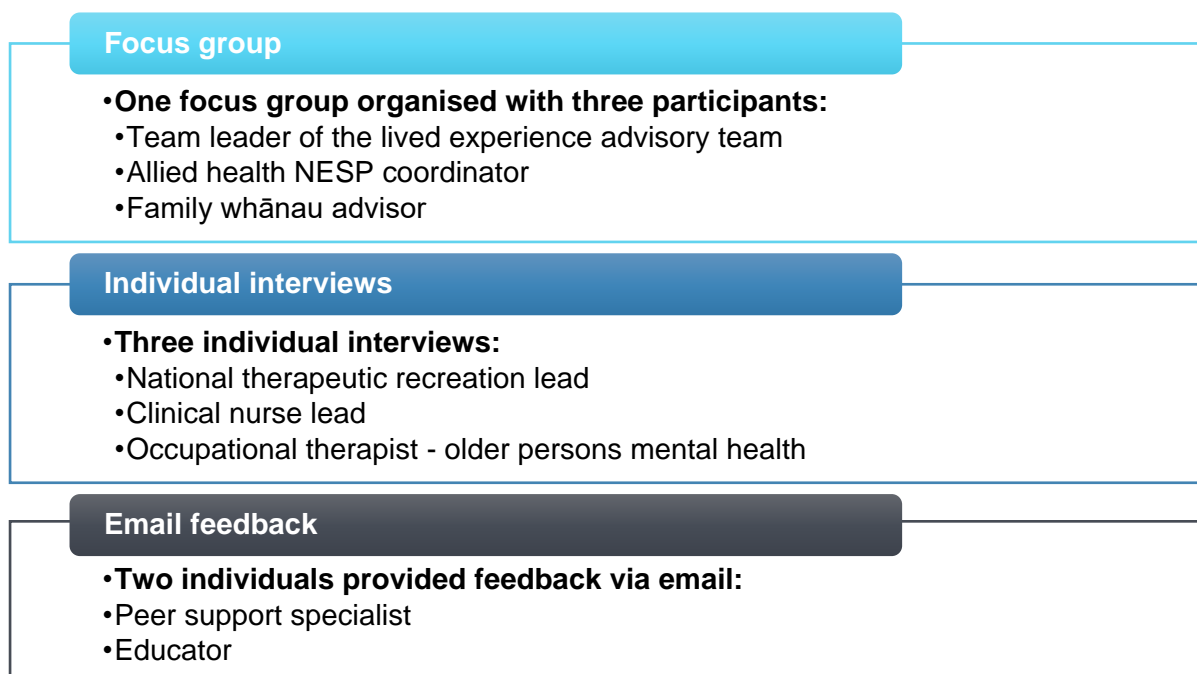 Focus group
•One focus group organised with three participants:
•Team leader of the lived experience advisory team
•Allied health NESP coordinator
•Family whānau advisor
Individual interviews
•Three individual interviews:
•National therapeutic recreation lead
•Clinical nurse lead
•Occupational therapist - older persons mental health
Email feedback
•Two individuals provided feedback via email:
•Peer support specialist
•Educator